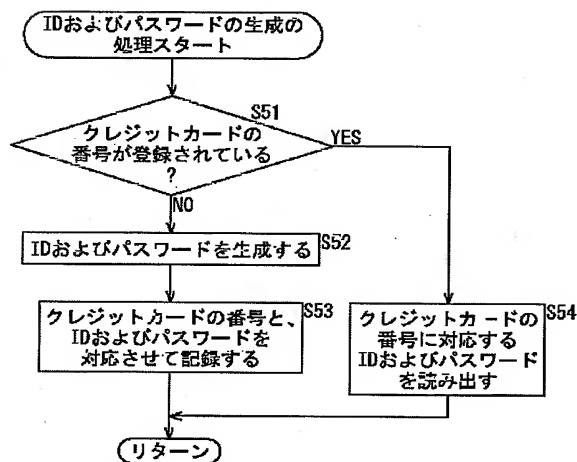 IDおよびパスワードの生成の
処理スタート
S51
クレジットカードの
番号が登録されている
?
YES
NO
IDおよびパスワードを生成する
S52
クレジットカードの番号と、
IDおよびパスワードを
対応させて記録する
S53
クレジットカードの
番号に対応する
IDおよびパスワード
を読み出す
S54
リターン